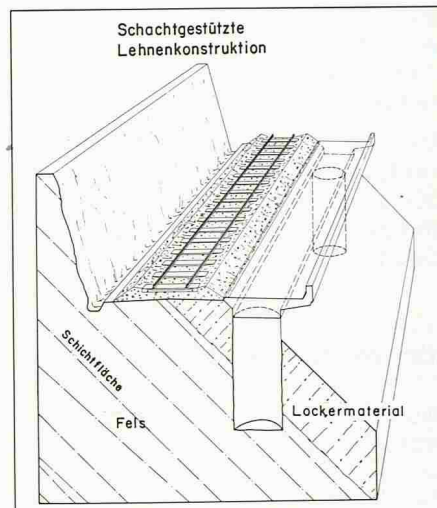 Schachtgestützte
Lehnenkonstruktion
Schichtfläche
Fels
Lockermaterial